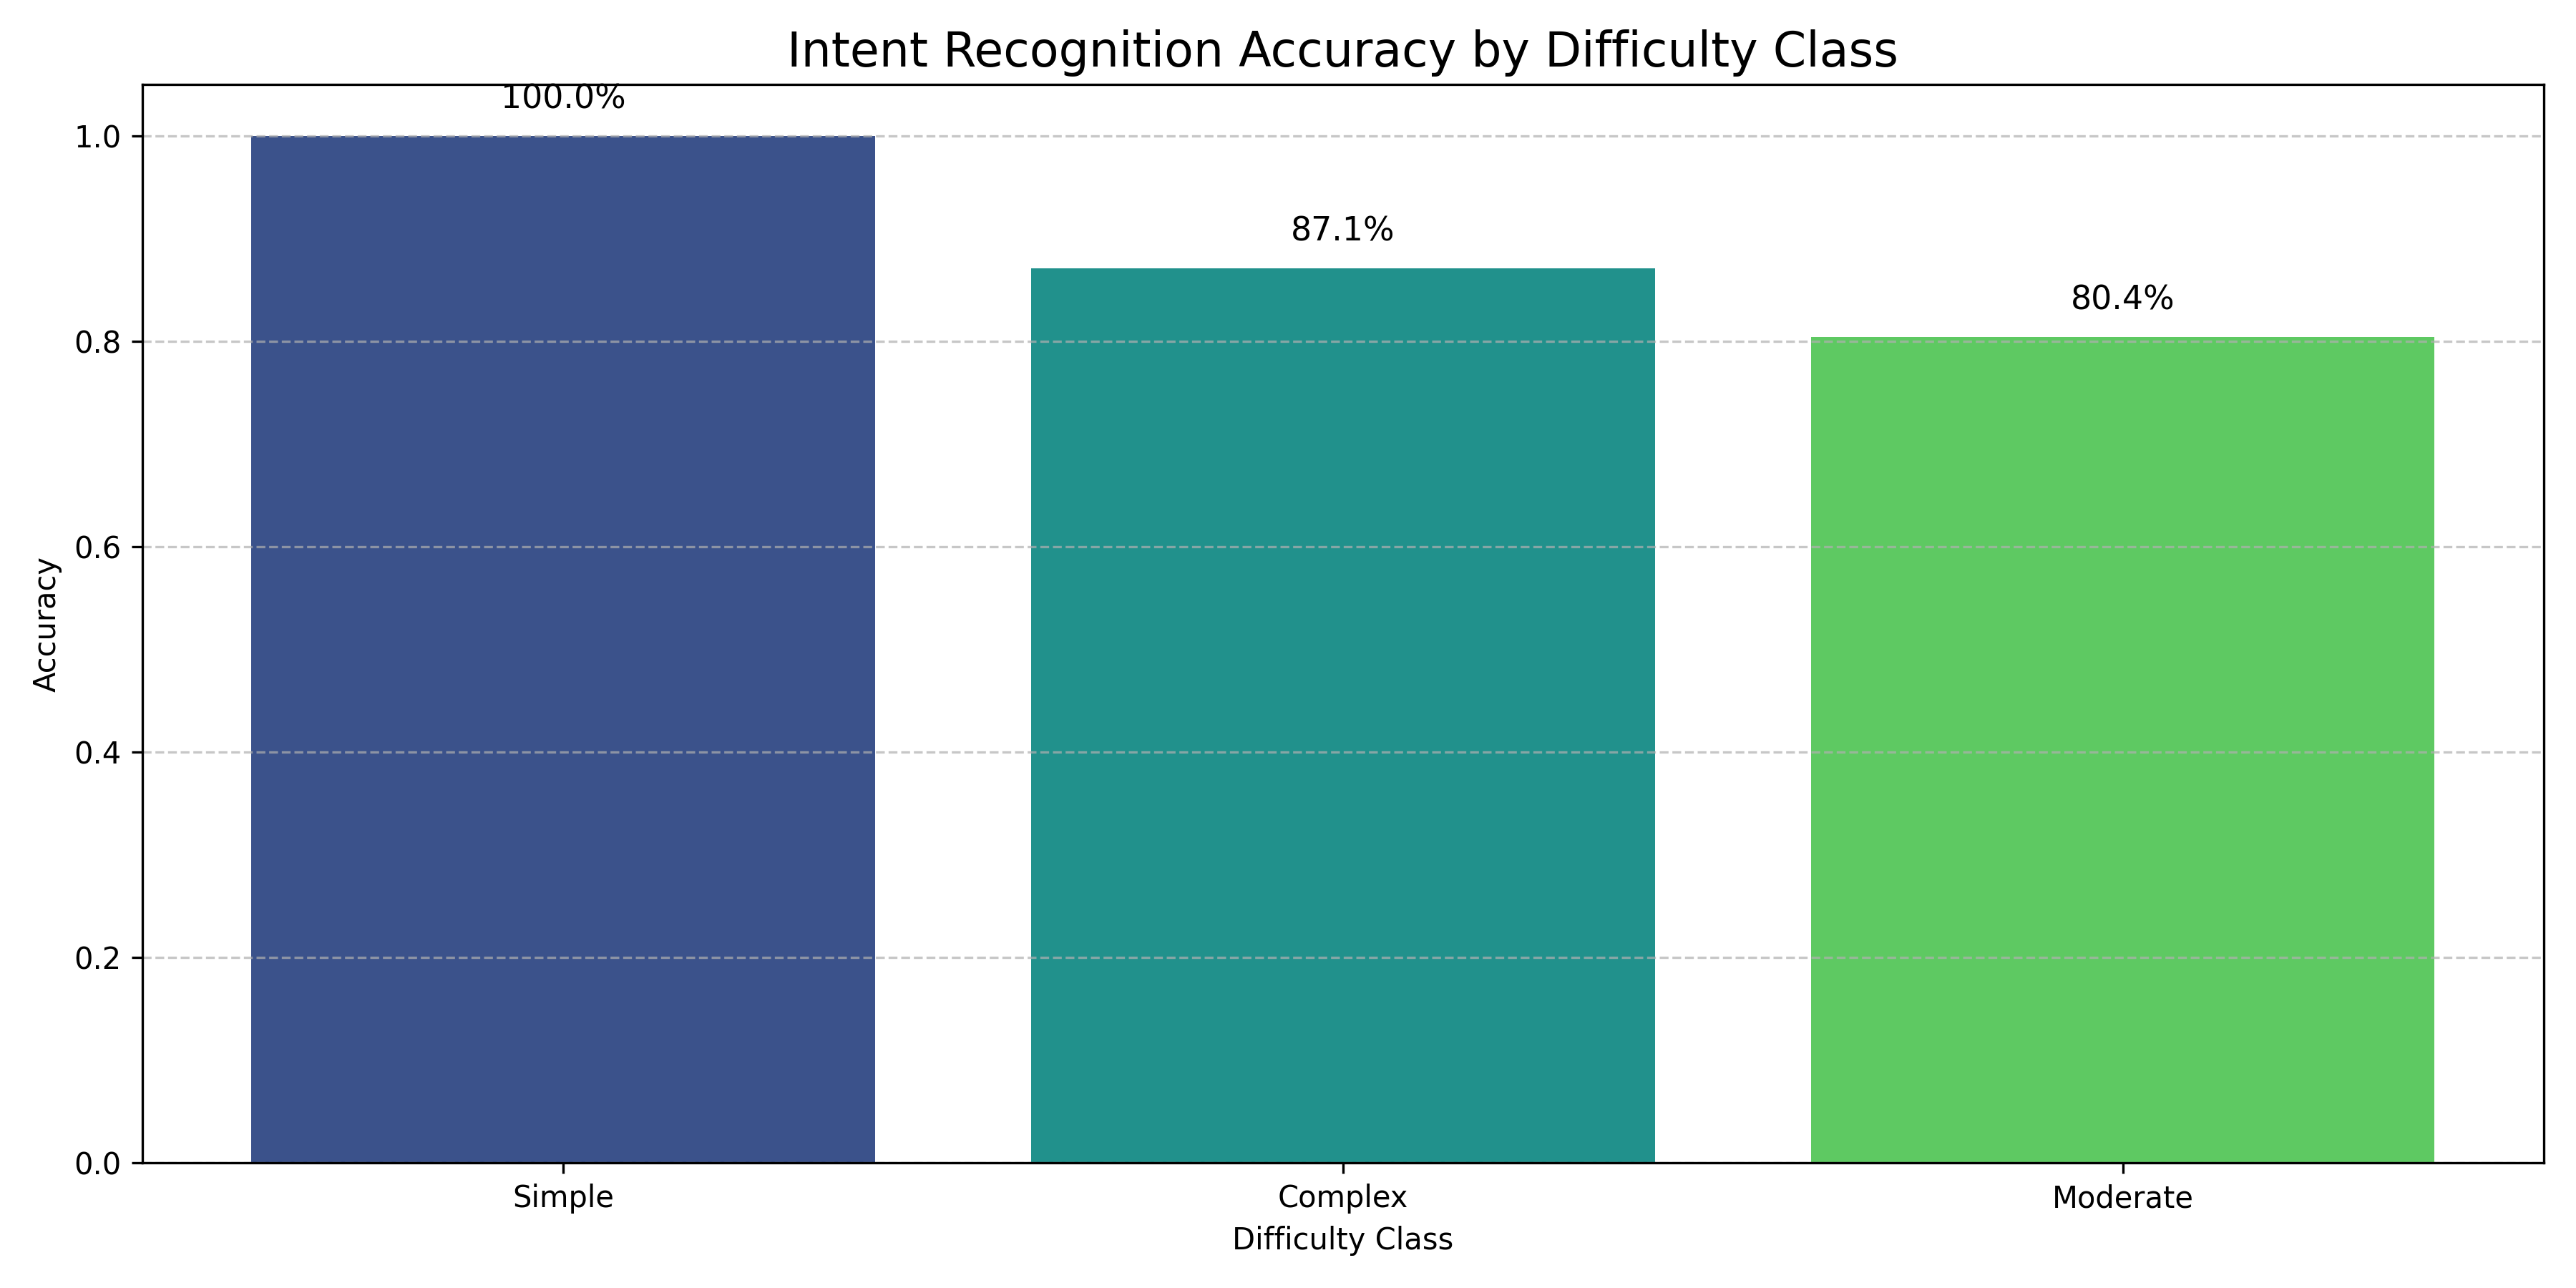 Intent Recognition Accuracy by Difficulty Class
100.0%
87.1%
80.4%
1.0
0.8
0.6
0.4
0.2
0.0
Accuracy
Simple
Complex
Moderate
Difficulty Class